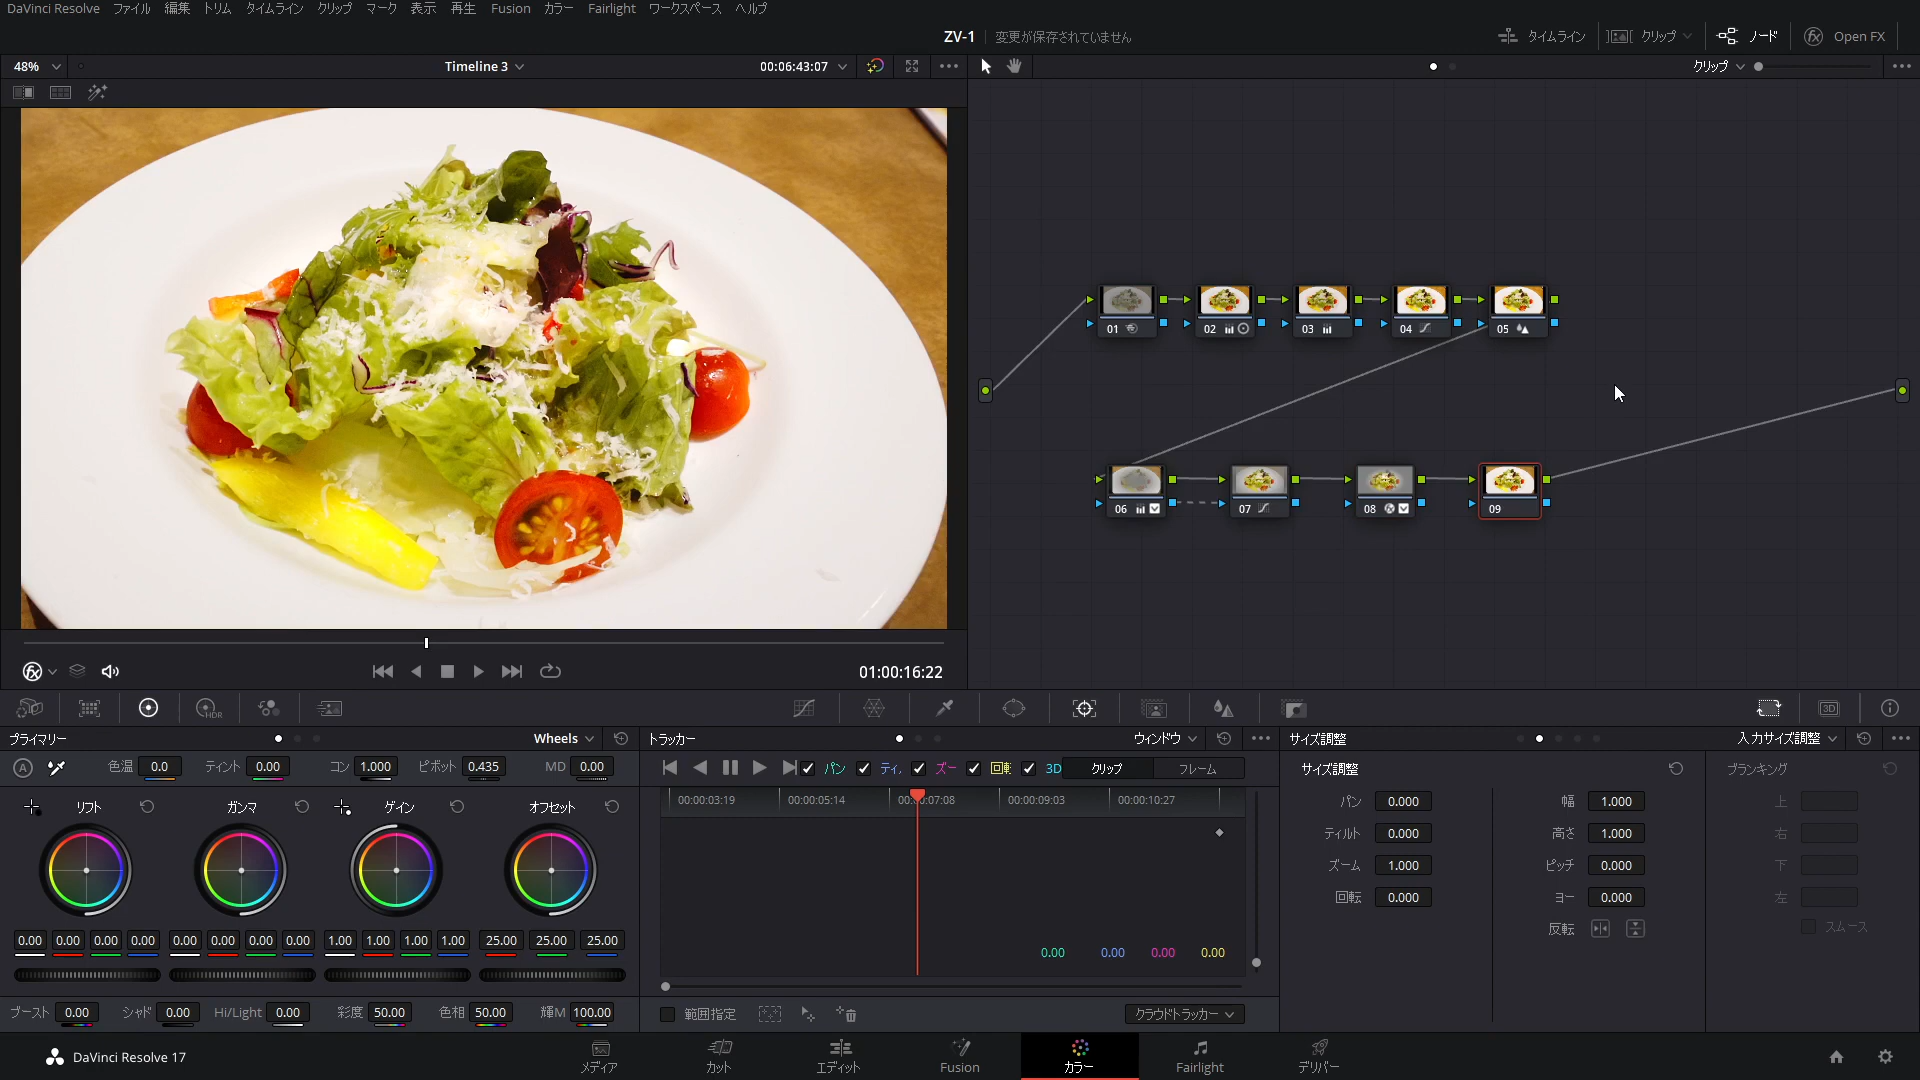 DaVinci Resolve ファイル 編集 トリム タイムライン クリップ マーク 表示 再生 Fusion カラー Fairlight ワークスペース ヘルプ
ZV-1 変更が保存されていません
タイムライン クリップ ノード Open FX
48% Timeline 3 00:06:43:07
クリップ
01 02 03 04 05
06 07 08 09
01:00:16:22
プライマリー Wheels
トラッカー ウィンドウ
サイズ調整 入力サイズ調整
色温 0.0 ティント 0.00 コン 1.000 ピボット 0.435 MD 0.00
リフト ガンマ ゲイン オフセット
0.00 0.00 0.00 0.00 0.00 0.00 0.00 0.00 1.00 1.00 1.00 1.00 25.00 25.00 25.00
ブースト 0.00 シャド 0.00 Hi/Light 0.00 彩度 50.00 色相 50.00 輝M 100.00
パン ティ. ズー 回転 3D クリップ フレーム
00:00:03:19 00:00:05:14 00:00:07:08 00:00:09:03 00:00:10:27
0.00 0.00 0.00 0.00
範囲指定 クラウドトラッカー
サイズ調整 ブランキング
パン 0.000 幅 1.000 上
ティルト 0.000 高さ 1.000 右
ズーム 1.000 ピッチ 0.000 下
回転 0.000 ヨー 0.000 左
反転 スムース
DaVinci Resolve 17
メディア カット エディット Fusion カラー Fairlight デリバー